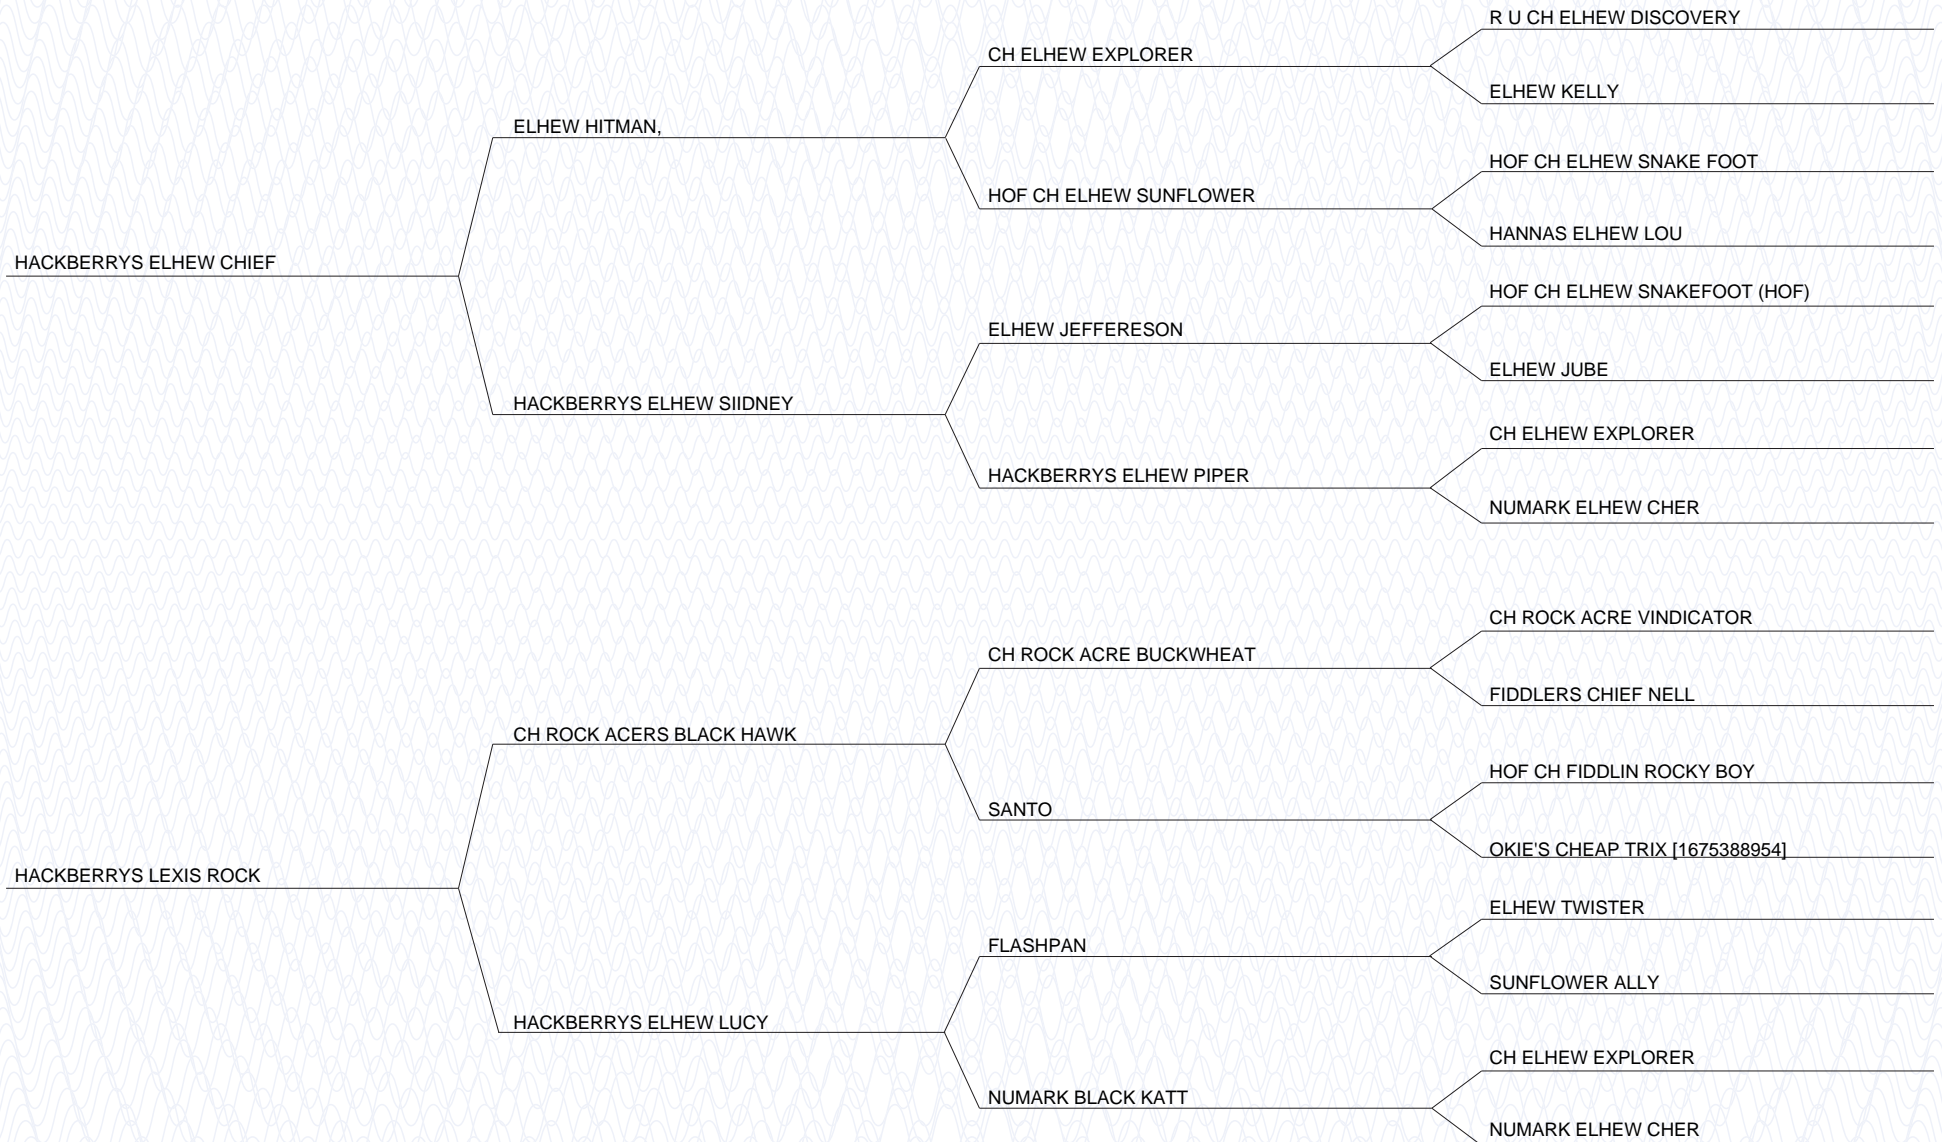 R U CH ELHEW DISCOVERY
CH ELHEW EXPLORER
ELHEW KELLY
ELHEW HITMAN,
HOF CH ELHEW SNAKE FOOT
HOF CH ELHEW SUNFLOWER
HANNAS ELHEW LOU
HACKBERRYS ELHEW CHIEF
HOF CH ELHEW SNAKEFOOT (HOF)
ELHEW JEFFERESON
ELHEW JUBE
HACKBERRYS ELHEW SIIDNEY
CH ELHEW EXPLORER
HACKBERRYS ELHEW PIPER
NUMARK ELHEW CHER
CH ROCK ACRE VINDICATOR
CH ROCK ACRE BUCKWHEAT
FIDDLERS CHIEF NELL
CH ROCK ACERS BLACK HAWK
HOF CH FIDDLIN ROCKY BOY
SANTO
OKIE'S CHEAP TRIX [1675388954]
HACKBERRYS LEXIS ROCK
ELHEW TWISTER
FLASHPAN
SUNFLOWER ALLY
HACKBERRYS ELHEW LUCY
CH ELHEW EXPLORER
NUMARK BLACK KATT
NUMARK ELHEW CHER